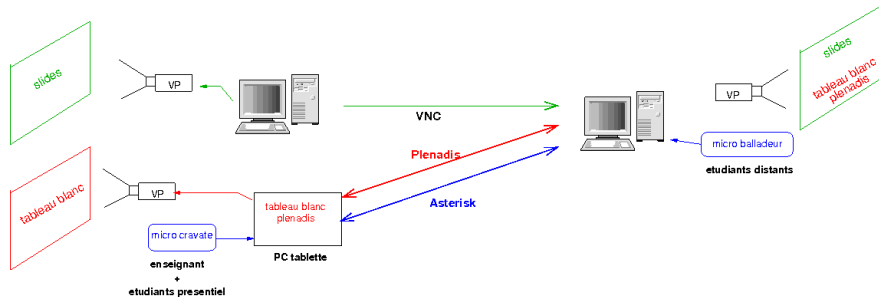 slides
VP
VNC
VP
slides
tableau blanc
plenadis
micro balladeur
etudiants distants
Plenadis
Asterisk
tableau blanc
VP
tableau blanc
plenadis
PC tablette
micro cravate
enseignant
+
etudiants presentiel